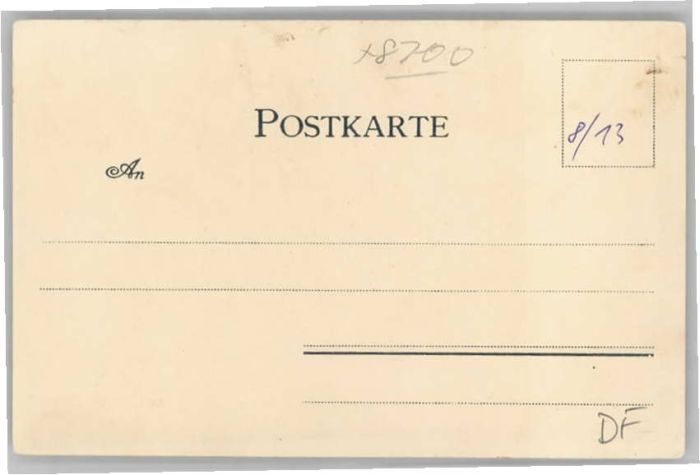 +8700
POSTKARTE
8/13
An
DF